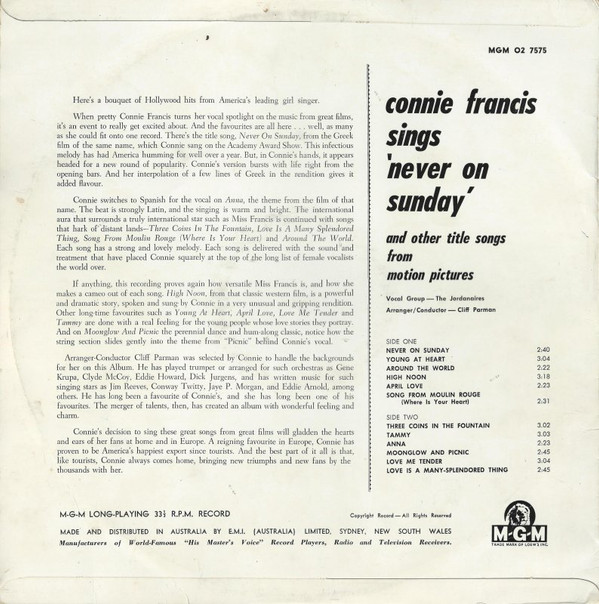 MGM O2 7575
Here's a bouquet of Hollywood hits from America's leading girl singer.
When pretty Connie Francis turns her vocal spotlight on the music from great films,
it's an event to really get excited about. And the favourites are all here . . . well, as many
as she could fit onto one record. There's the title song, Never On Sunday, from the Greek
film of the same name, which Connie sang on the Academy Award Show. This infectious
melody has had America humming for well over a year. But, in Connie's hands, it appears
headed for a new round of popularity. Connie's version bursts with life right from the
opening bars. And her interpolation of a few lines of Greek in the rendition gives it
added flavour.
Connie switches to Spanish for the vocal on Anna, the theme from the film of that
name. The beat is strongly Latin, and the singing is warm and bright. The international
aura that surrounds a truly international star such as Miss Francis is continued with songs
that hark of distant lands—Three Coins In The Fountain, Love Is A Many Splendored
Thing, Song From Moulin Rouge (Where Is Your Heart) and Around The World.
Each song has a strong and lovely melody. Each song is delivered with the sound and
treatment that have placed Connie squarely at the top of the long list of female vocalists
the world over.
If anything, this recording proves again how versatile Miss Francis is, and how she
makes a cameo out of each song. High Noon, from that classic western film, is a powerful
and dramatic story, spoken and sung by Connie in a very unusual and gripping rendition.
Other long-time favourites such as Young At Heart, April Love, Love Me Tender and
Tammy are done with a real feeling for the young people whose love stories they portray.
And on Moonglow And Picnic the perennial dance and hum-along classic, notice how the
string section slides gently into the theme from "Picnic" behind Connie's vocal.
Arranger-Conductor Cliff Parman was selected by Connie to handle the backgrounds
for her on this Album. He has played trumpet or arranged for such orchestras as Gene
Krupa, Clyde McCoy, Eddie Howard, Dick Jurgens, and has written music for such
singing stars as Jim Reeves, Conway Twitty, Jaye P. Morgan, and Eddie Arnold, among
others. He has long been a favourite of Connie's, and she has long been one of his
favourites. The merger of talents, then, has created an album with wonderful feeling and
charm.
Connie's decision to sing these great songs from great films will gladden the hearts
and ears of her fans at home and in Europe. A reigning favourite in Europe, Connie has
proven to be America's happiest export since tourists. And the best part of it all is that,
like tourists, Connie always comes home, bringing new triumphs and new fans by the
thousands with her.
connie francis
sings
'never on
sunday'
and other title songs
from
motion pictures
Vocal Group — The Jordanaires
Arranger/Conductor — Cliff Parman
SIDE ONE
NEVER ON SUNDAY 2:40
YOUNG AT HEART 3:04
AROUND THE WORLD 2:22
HIGH NOON 3.18
APRIL LOVE 2:23
SONG FROM MOULIN ROUGE
(Where Is Your Heart) 2:31
SIDE TWO
THREE COINS IN THE FOUNTAIN 3.02
TAMMY 3.03
ANNA 2:23
MOONGLOW AND PICNIC 2:45
LOVE ME TENDER 3:04
LOVE IS A MANY-SPLENDORED THING 2:45
M-G-M LONG-PLAYING 33⅓ R.P.M. RECORD
Copyright Record — All Rights Reserved
MADE AND DISTRIBUTED IN AUSTRALIA BY E.M.I. (AUSTRALIA) LIMITED, SYDNEY, NEW SOUTH WALES
Manufacturers of World-Famous "His Master's Voice" Record Players, Radio and Television Receivers.
M-G-M
TRADE MARK OF LOEW'S INC.